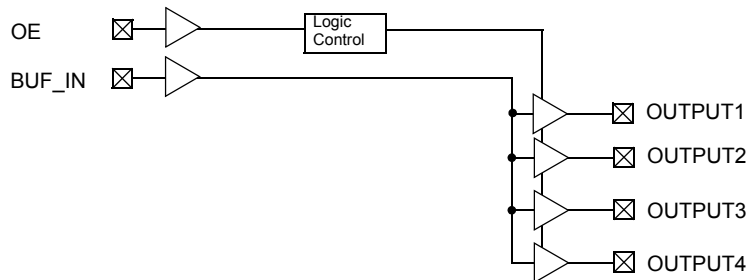 OE
Logic
Control
BUF_IN
OUTPUT1
OUTPUT2
OUTPUT3
OUTPUT4